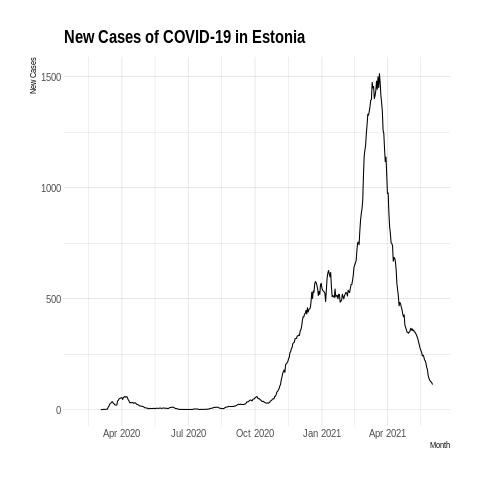 New Cases of COVID-19 in Estonia
New Cases
1500
1000
500
0
Apr 2020 Jul 2020 Oct 2020 Jan 2021 Apr 2021
Month